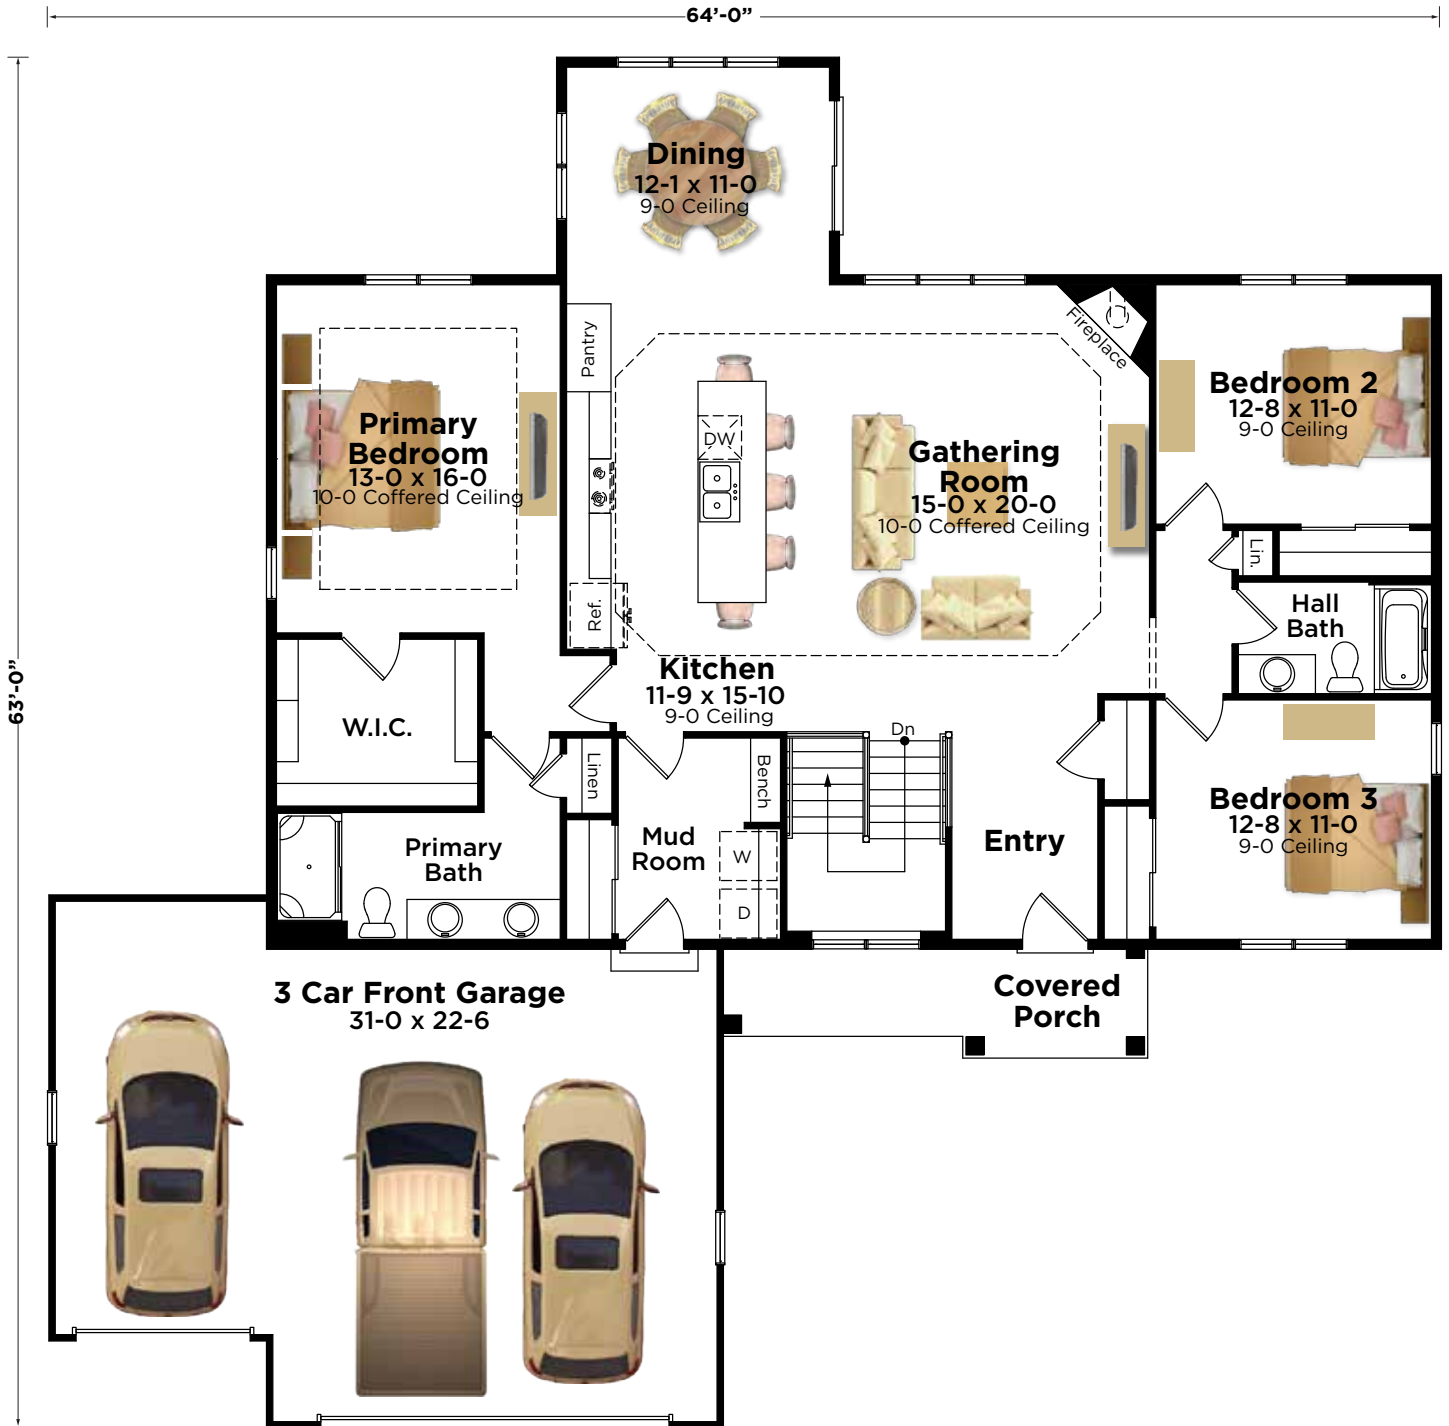 64’-0”
63’-0”
Dining
12-1 x 11-0
9-0 Ceiling
Pantry
Fireplace
Primary
Bedroom
13-0 x 16-0
10-0 Coffered Ceiling
DW
Gathering
Room
15-0 x 20-0
10-0 Coffered Ceiling
Bedroom 2
12-8 x 11-0
9-0 Ceiling
Lin.
Ref.
Hall
Bath
Kitchen
11-9 x 15-10
9-0 Ceiling
W.I.C.
Linen
Bench
Dn
Primary
Bath
Mud
Room
W
D
Entry
Bedroom 3
12-8 x 11-0
9-0 Ceiling
3 Car Front Garage
31-0 x 22-6
Covered
Porch